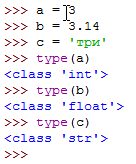 >>> a = 3
>>> b = 3.14
>>> c = 'три'
>>> type(a)
<class 'int'>
>>> type(b)
<class 'float'>
>>> type(c)
<class 'str'>
>>>